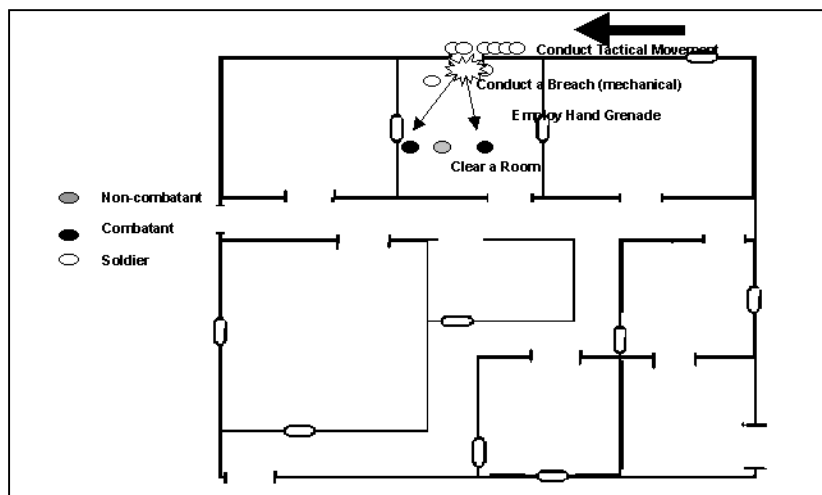 Conduct Tactical Movement
Conduct a Breach (mechanical)
Employ Hand Grenade
Clear a Room
Non-combatant
Combatant
Soldier